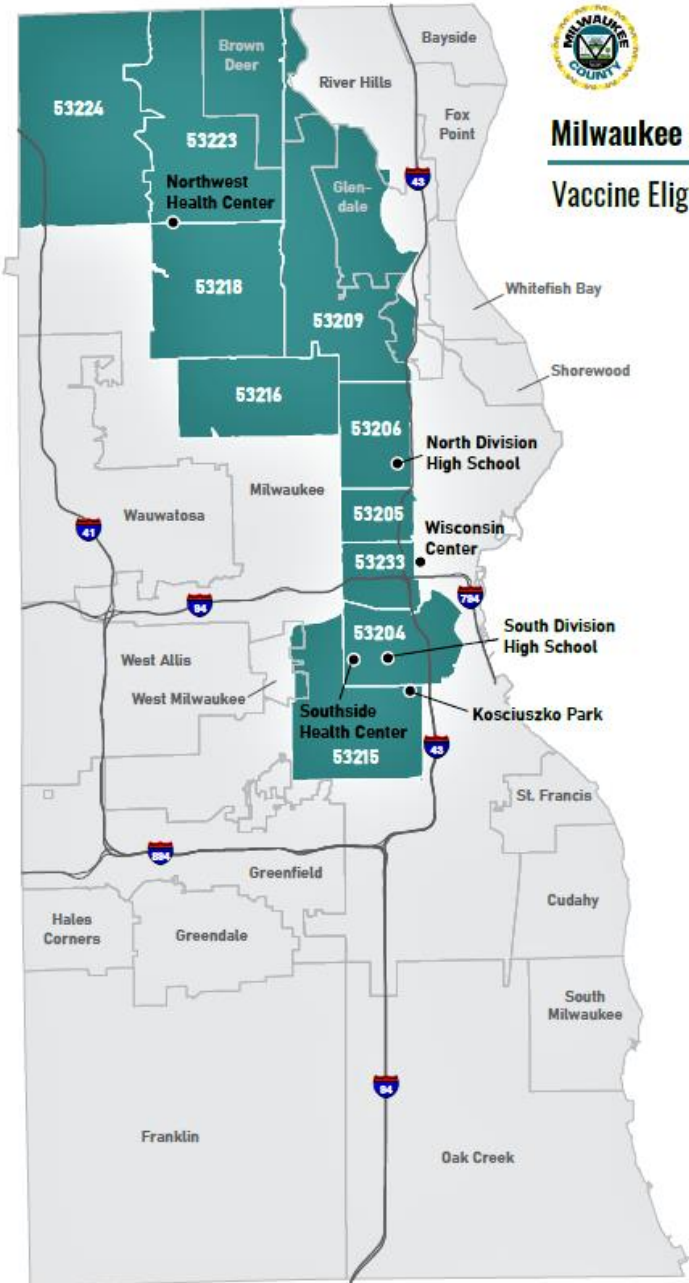 MILWAUKEE
COUNTY
Milwaukee
Vaccine Elig
Bayside
Brown
Deer
River Hills
Fox
Point
53224
53223
43
Northwest
Health Center
Glen-
dale
53218
53209
Whitefish Bay
Shorewood
53216
53206
North Division
High School
Milwaukee
53205
Wauwatosa
41
Wisconsin
Center
53233
94
794
53204
South Division
High School
West Allis
West Milwaukee
Southside
Health Center
Kosciuszko Park
53215
43
St. Francis
894
Greenfield
Cudahy
Hales
Corners
Greendale
South
Milwaukee
94
Franklin
Oak Creek